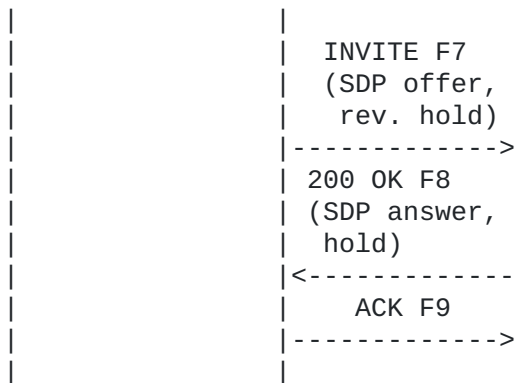 INVITE F7
(SDP offer,
rev. hold)
200 OK F8
(SDP answer,
hold)
ACK F9